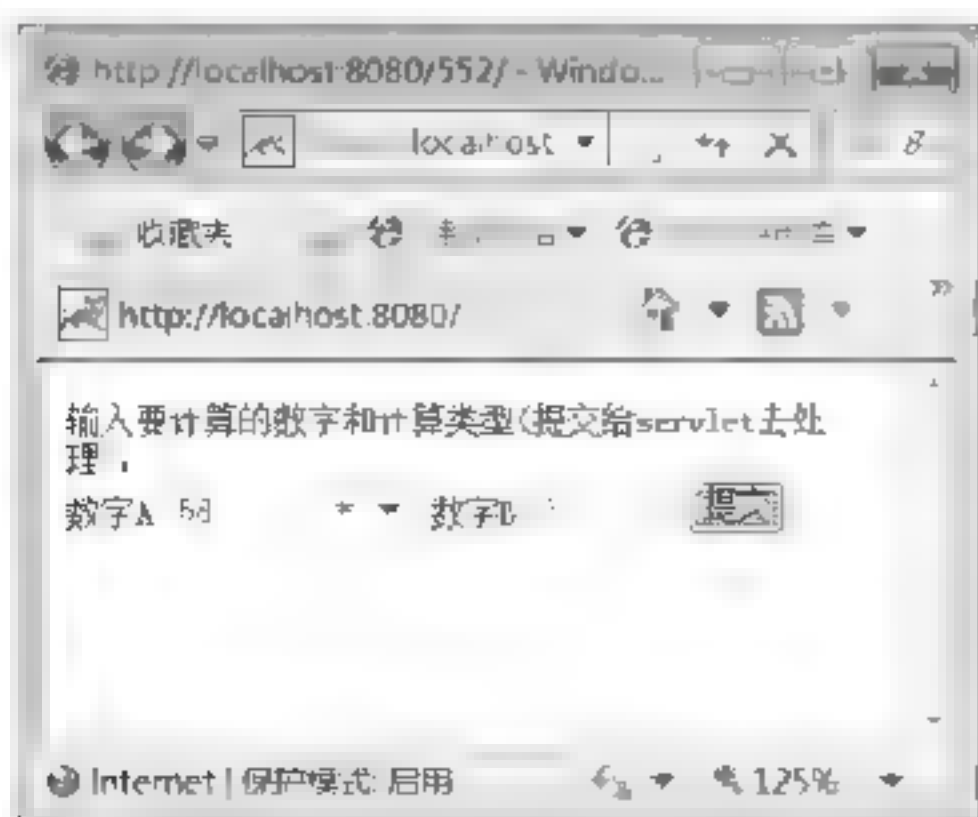 http://localhost:8080/552/ - Windo...
localhost
收藏夹
http://localhost:8080/
输入要计算的数字和计算类型(提交给servlet去处
理
数字A 58 * 数字B 提交
Internet | 保护模式: 启用 125%